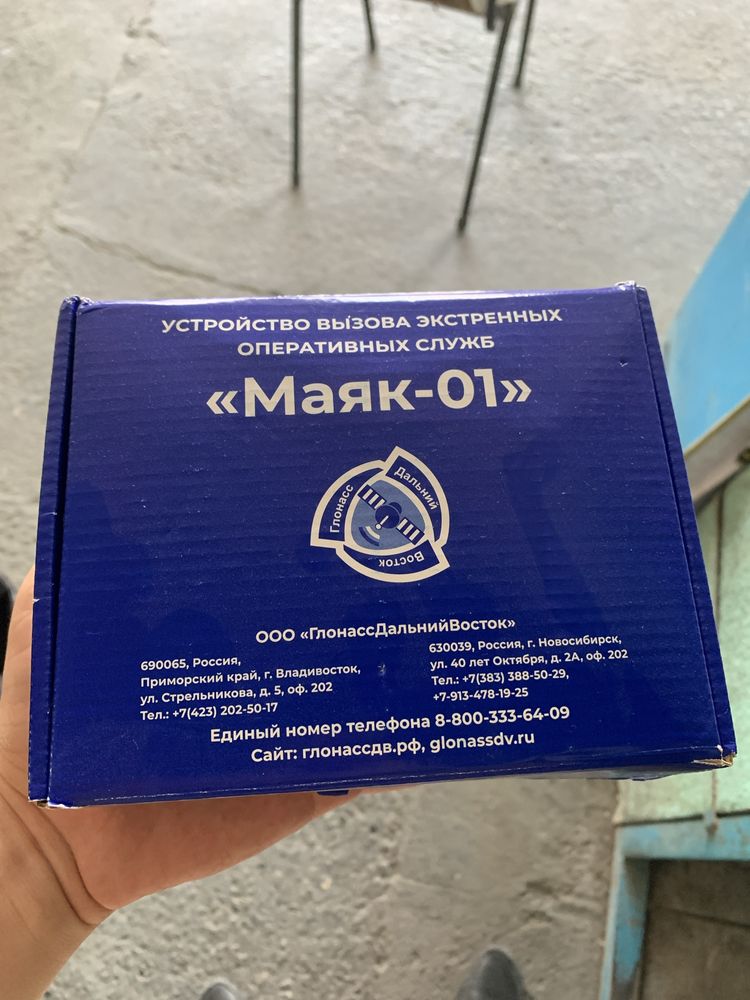 УСТРОЙСТВО ВЫЗОВА ЭКСТРЕННЫХ
ОПЕРАТИВНЫХ СЛУЖБ
«Маяк-01»
Глонасс
Дальний
Восток
ООО «ГлонассДальнийВосток»
690065, Россия,
Приморский край, г. Владивосток,
ул. Стрельникова, д. 5, оф. 202
Тел.: +7(423) 202-50-17
630039, Россия, г. Новосибирск,
ул. 40 лет Октября, д. 2А, оф. 202
Тел.: +7(383) 388-50-29,
+7-913-478-19-25
Единый номер телефона 8-800-333-64-09
Сайт: глонассдв.рф, glonassdv.ru